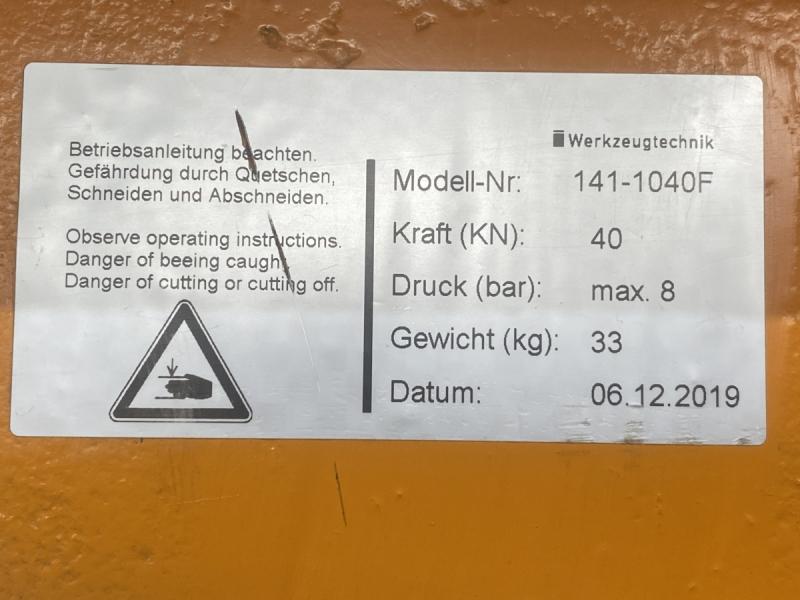 Betriebsanleitung beachten.
Gefährdung durch Quetschen,
Schneiden und Abschneiden.
Observe operating instructions.
Danger of beeing caught.
Danger of cutting or cutting off.
Werkzeugtechnik
Modell-Nr: 141-1040F
Kraft (KN): 40
Druck (bar): max. 8
Gewicht (kg): 33
Datum: 06.12.2019